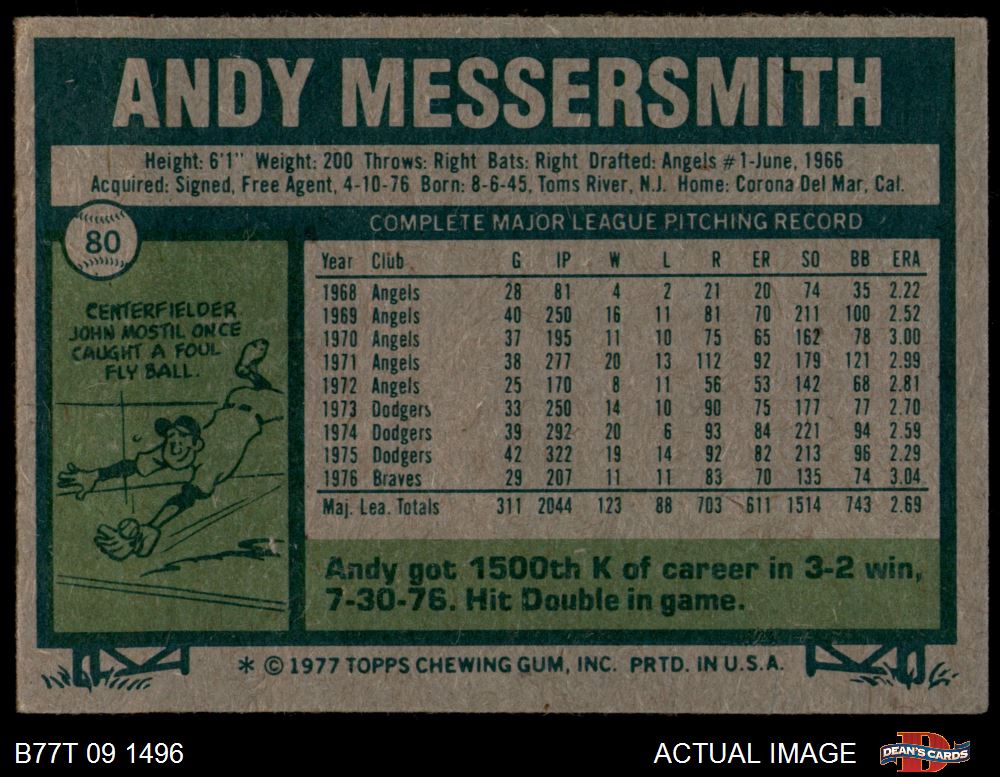 ANDY MESSERSMITH
Height: 6'1" Weight: 200 Throws: Right Bats: Right Drafted: Angels #1-June, 1966
Acquired: Signed, Free Agent, 4-10-76 Born: 8-6-45, Toms River, N.J. Home: Corona Del Mar, Cal.
80
CENTERFIELDER
JOHN MOSTIL ONCE
CAUGHT A FOUL
FLY BALL.
COMPLETE MAJOR LEAGUE PITCHING RECORD
Year Club G IP W L R ER SO BB ERA
1968 Angels 28 81 4 2 21 20 74 35 2.22
1969 Angels 40 250 16 11 81 70 211 100 2.52
1970 Angels 37 195 11 10 75 65 162 78 3.00
1971 Angels 38 277 20 13 112 92 179 121 2.99
1972 Angels 25 170 8 11 56 53 142 68 2.81
1973 Dodgers 33 250 14 10 90 75 177 77 2.70
1974 Dodgers 39 292 20 6 93 84 221 94 2.59
1975 Dodgers 42 322 19 14 92 82 213 96 2.29
1976 Braves 29 207 11 11 83 70 135 74 3.04
Maj. Lea. Totals 311 2044 123 88 703 611 1514 743 2.69
Andy got 1500th K of career in 3-2 win,
7-30-76. Hit Double in game.
* © 1977 TOPPS CHEWING GUM, INC. PRTD. IN U.S.A.
B77T 09 1496
ACTUAL IMAGE
DEAN'S CARDS